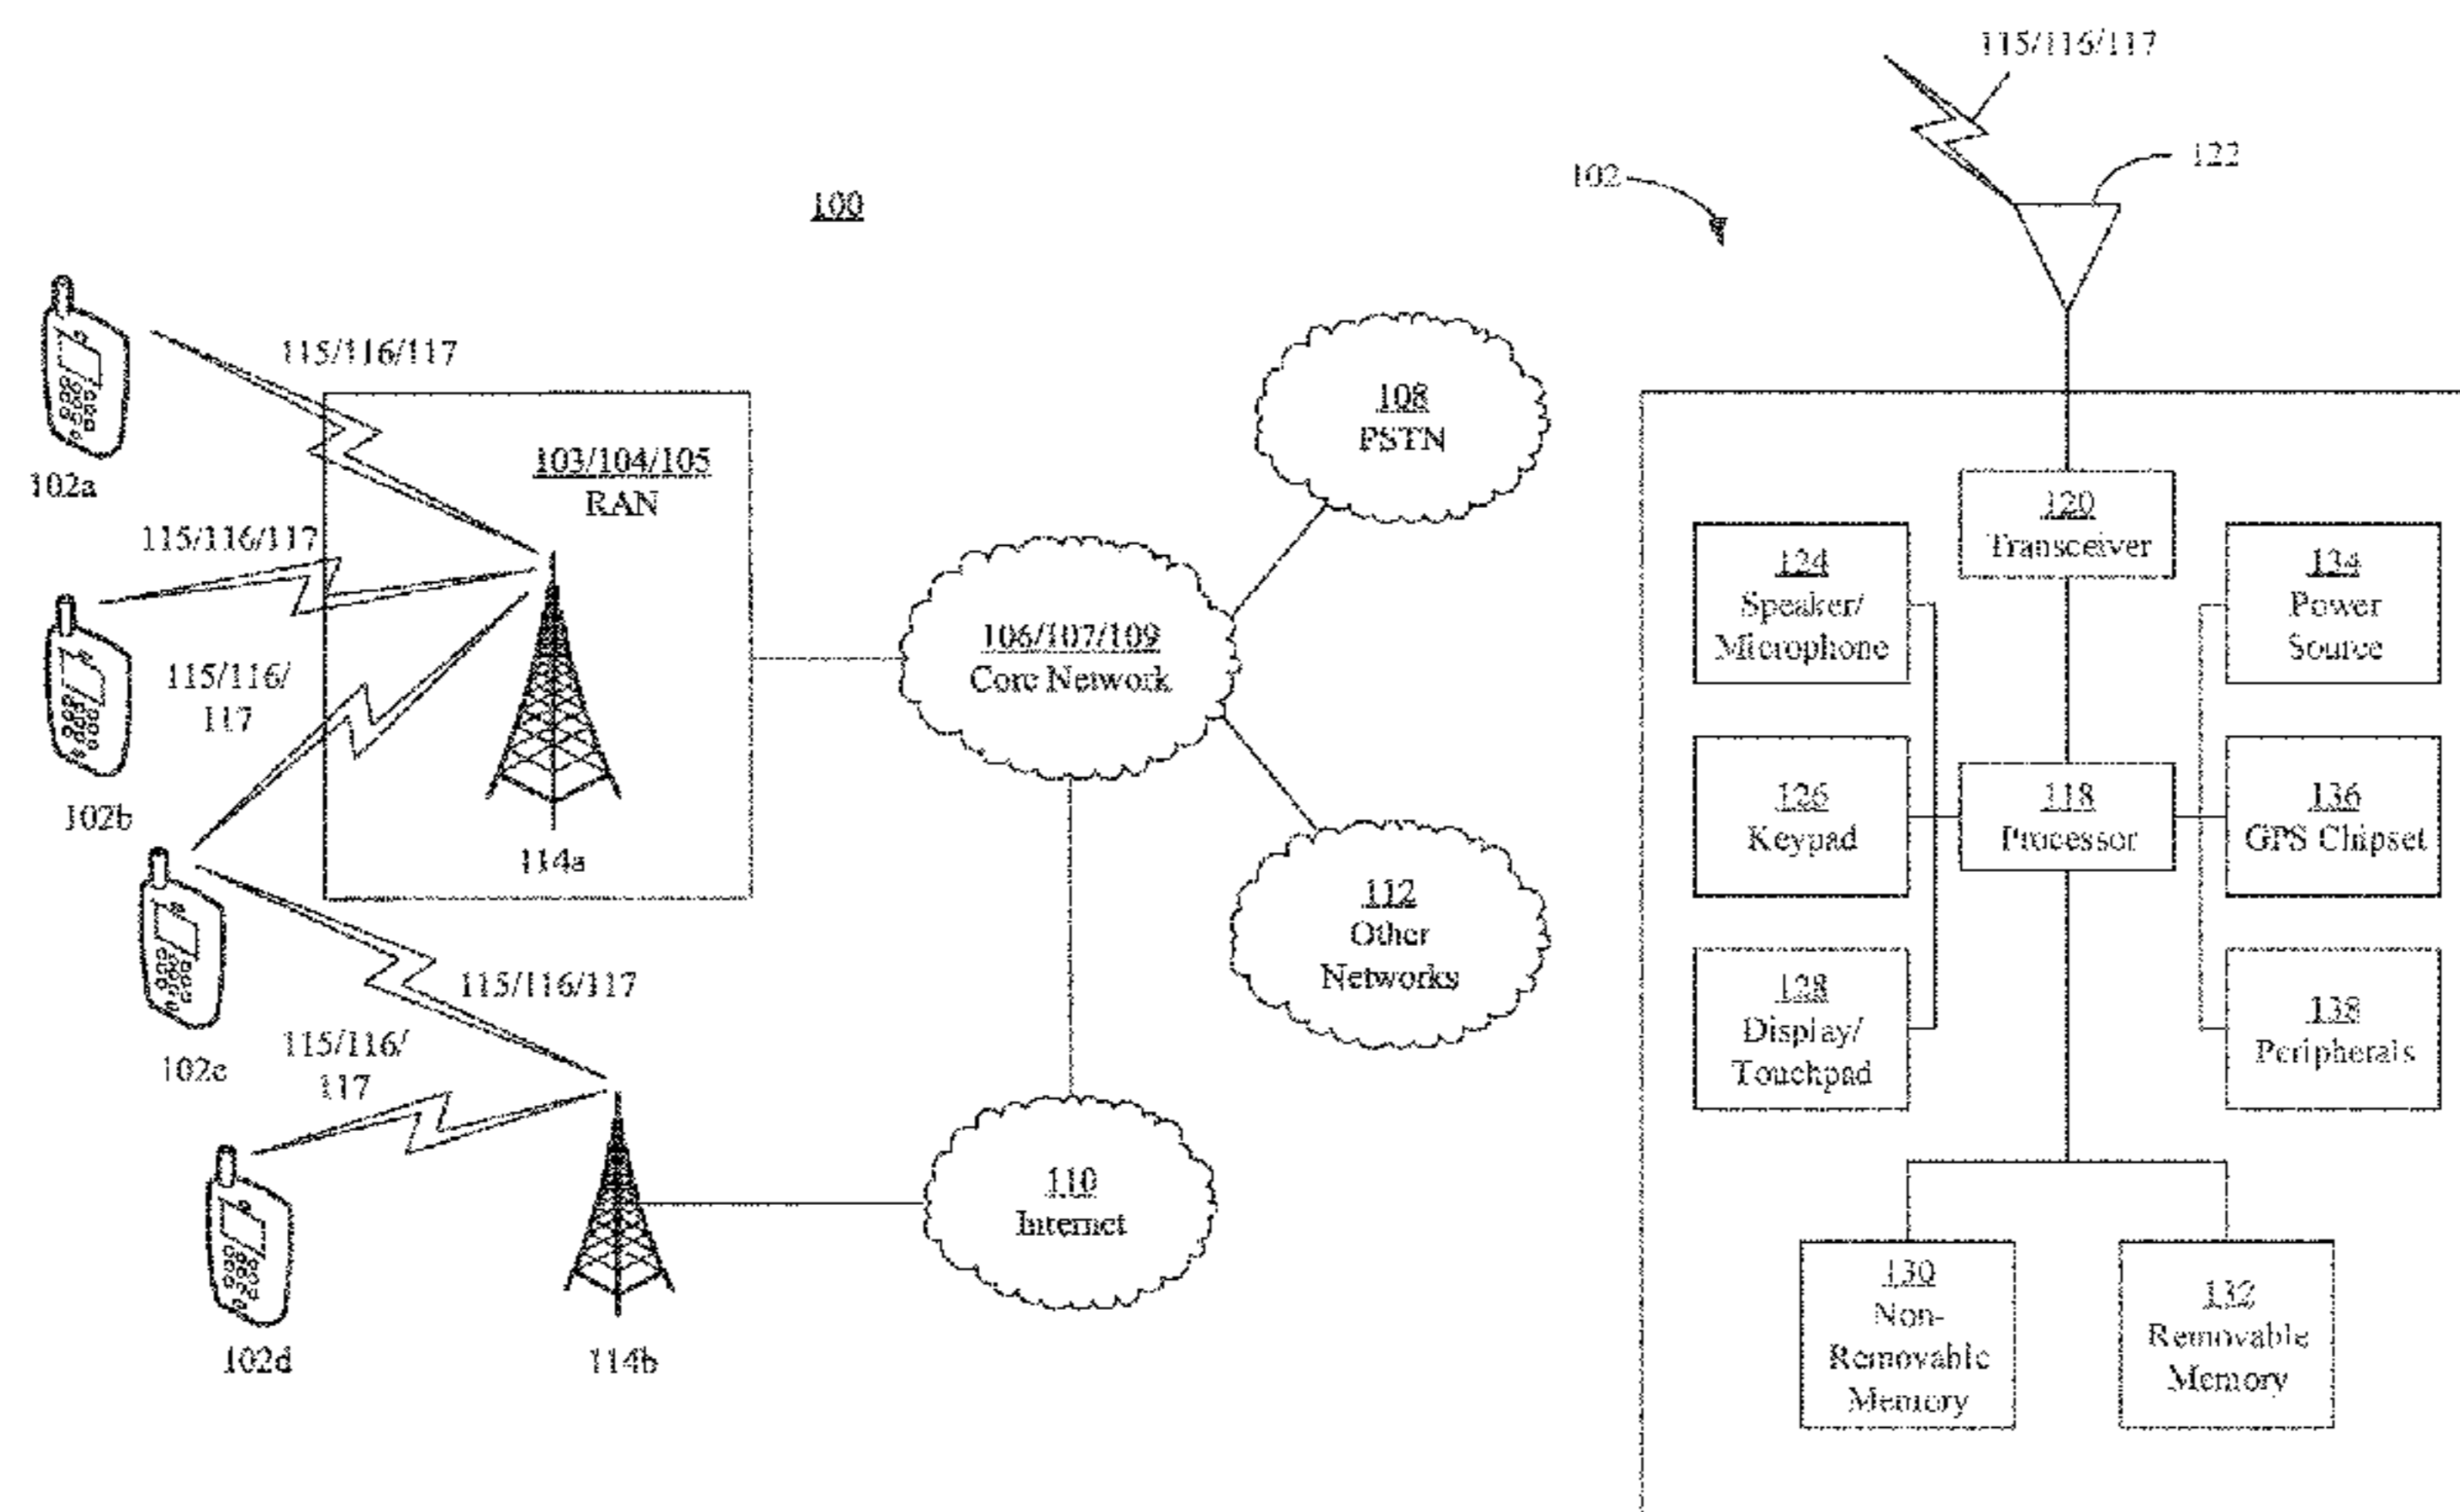 100
102a
115/116/117
103/104/105
RAN
115/116/117
102b
115/116/
117
114a
102c
115/116/117
115/116/
117
102d
114b
106/107/109
Core Network
108
PSTN
112
Other
Networks
110
Internet
115/116/117
102
122
120
Transceiver
124
Speaker/
Microphone
134
Power
Source
126
Keypad
118
Processor
136
GPS Chipset
128
Display/
Touchpad
138
Peripherals
130
Non-
Removable
Memory
132
Removable
Memory